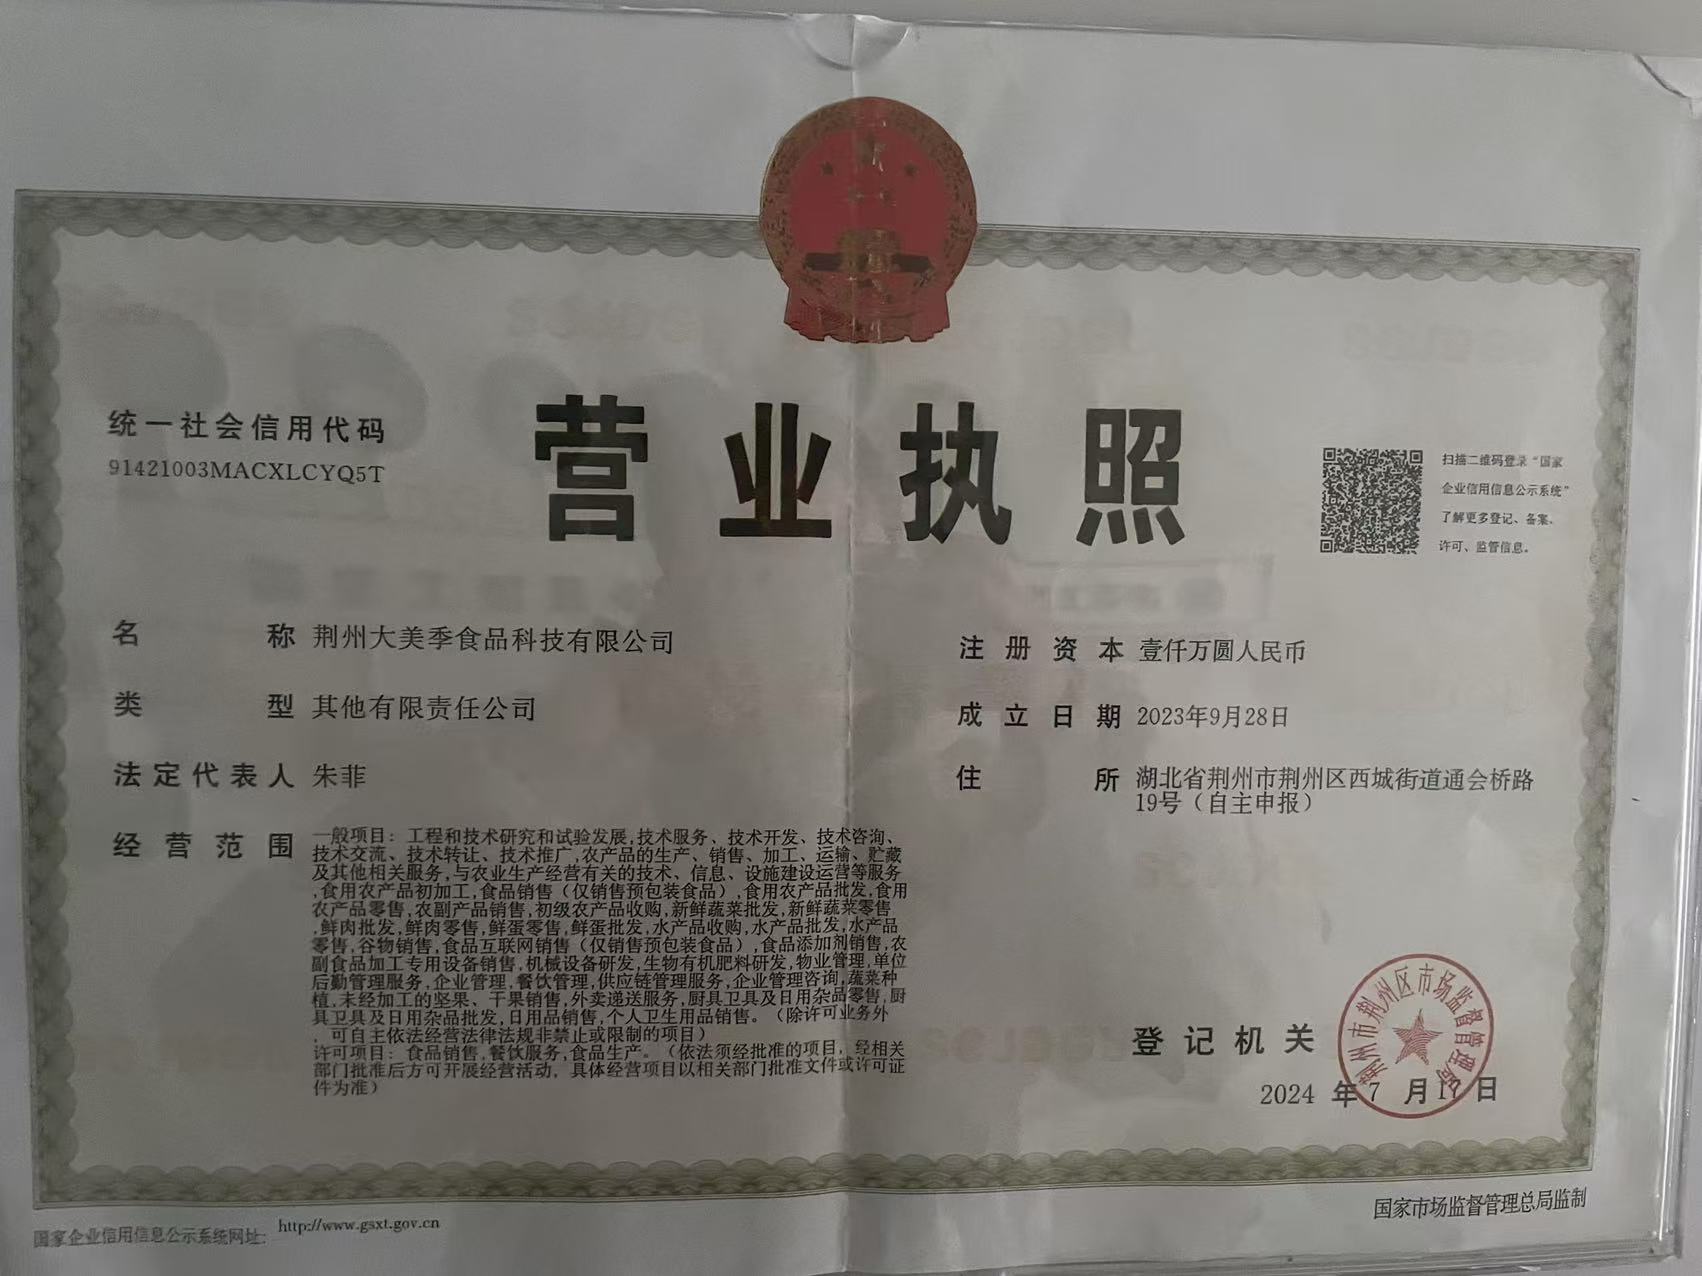 统一社会信用代码
91421003MACXLCYQ5T
营业执照
扫描二维码登录“国家
企业信用信息公示系统”
了解更多登记、备案、
许可、监管信息。
名称 荆州大美季食品科技有限公司
类型 其他有限责任公司
法定代表人 朱菲
经营范围 一般项目：工程和技术研究和试验发展,技术服务、技术开发、技术咨询、
技术交流、技术转让、技术推广,农产品的生产、销售、加工、运输、贮藏
及其他相关服务,与农业生产经营有关的技术、信息、设施建设运营等服务
,食用农产品初加工,食品销售（仅销售预包装食品）,食用农产品批发,食用
农产品零售,农副产品销售,初级农产品收购,新鲜蔬菜批发,新鲜蔬菜零售
,鲜肉批发,鲜肉零售,鲜蛋零售,鲜蛋批发,水产品收购,水产品批发,水产品
零售,谷物销售,食品互联网销售（仅销售预包装食品）,食品添加剂销售,农
副食品加工专用设备销售,机械设备研发,生物有机肥料研发,物业管理,单位
后勤管理服务,企业管理,餐饮管理,供应链管理服务,企业管理咨询,蔬菜种
植,未经加工的坚果、干果销售,外卖递送服务,厨具卫具及日用杂品零售,厨
具卫具及日用杂品批发,日用品销售,个人卫生用品销售。（除许可业务外
，可自主依法经营法律法规非禁止或限制的项目）
许可项目：食品销售,餐饮服务,食品生产。（依法须经批准的项目，经相关
部门批准后方可开展经营活动，具体经营项目以相关部门批准文件或许可证
件为准）
注册资本 壹仟万圆人民币
成立日期 2023年9月28日
住所 湖北省荆州市荆州区西城街道通会桥路
19号（自主申报）
登记机关
荆州市荆州区市场监督管理局
2024 年 7 月 17 日
国家企业信用信息公示系统网址: http://www.gsxt.gov.cn
国家市场监督管理总局监制